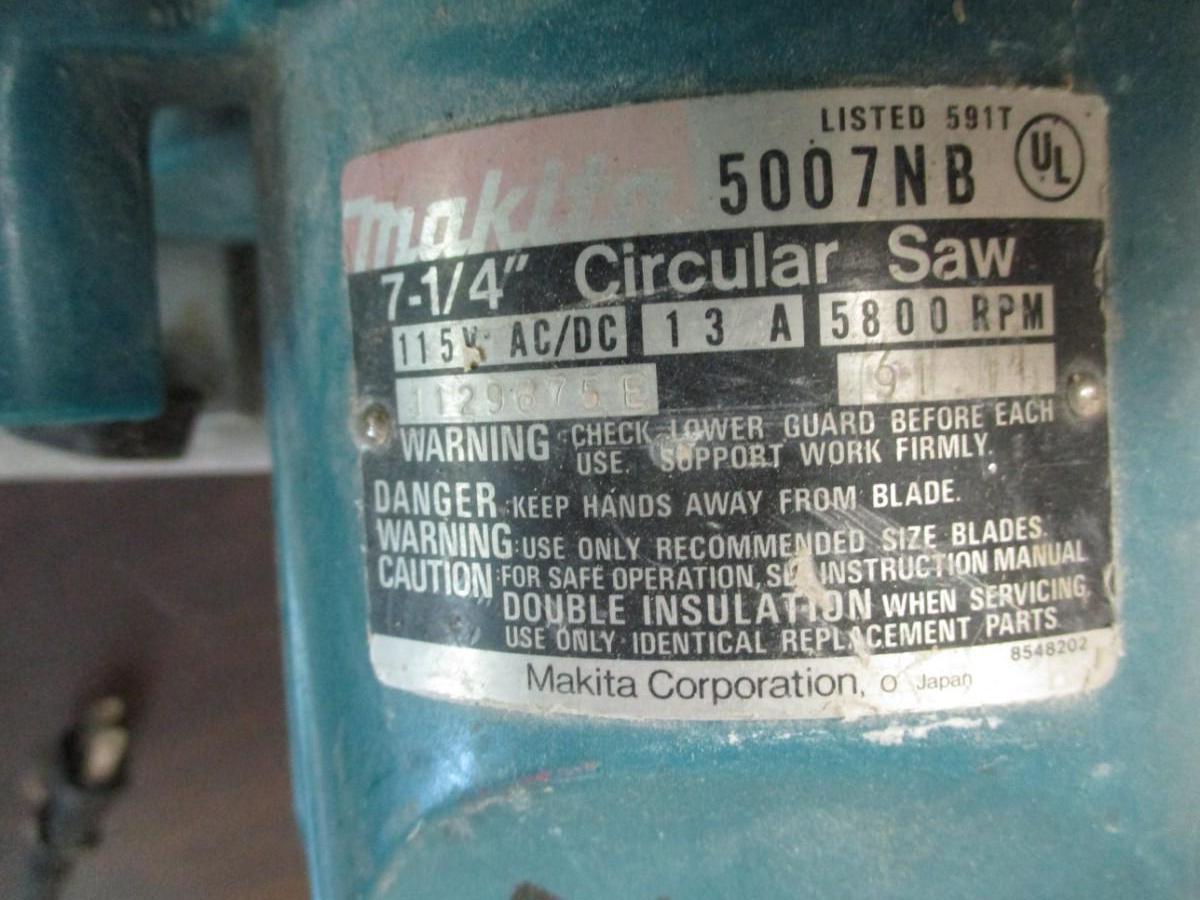 LISTED 591T UL
makita 5007NB
7-1/4" Circular Saw
115V AC/DC 13 A 5800 RPM
WARNING : CHECK LOWER GUARD BEFORE EACH
USE. SUPPORT WORK FIRMLY.
DANGER : KEEP HANDS AWAY FROM BLADE.
WARNING : USE ONLY RECOMMENDED SIZE BLADES.
CAUTION : FOR SAFE OPERATION, INSTRUCTION MANUAL
DOUBLE INSULATION WHEN SERVICING,
USE ONLY IDENTICAL REPLACEMENT PARTS.
8548202
Makita Corporation, Japan